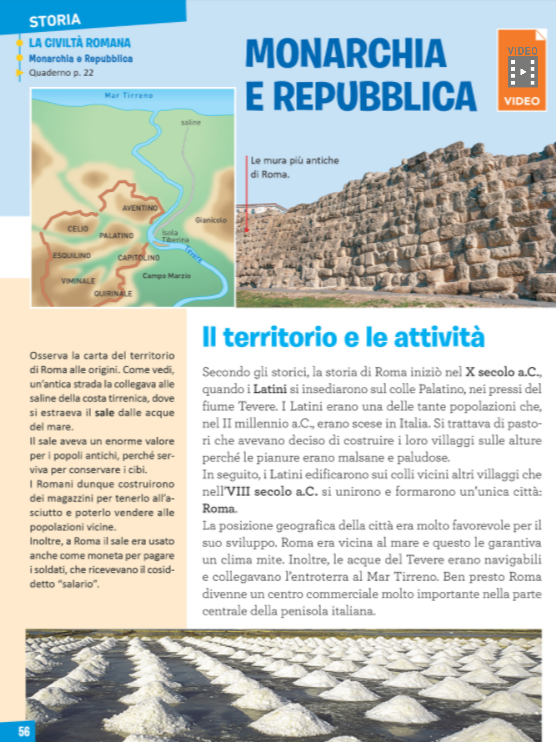 STORIA
LA CIVILTÀ ROMANA
Monarchia e Repubblica
Quaderno p. 22
MONARCHIA
E REPUBBLICA
VIDEO
VIDEO
Mar Tirreno
saline
AVENTINO
CELIO
PALATINO
Gianicolo
Isola
Tiberina
Tevere
ESQUILINO
CAPITOLINO
Campo Marzio
VIMINALE
QUIRINALE
Le mura più antiche
di Roma.
Osserva la carta del territorio
di Roma alle origini. Come vedi,
un'antica strada la collegava alle
saline della costa tirrenica, dove
si estraeva il sale dalle acque
del mare.
Il sale aveva un enorme valore
per i popoli antichi, perché ser-
viva per conservare i cibi.
I Romani dunque costruirono
dei magazzini per tenerlo all'a-
sciutto e poterlo vendere alle
popolazioni vicine.
Inoltre, a Roma il sale era usato
anche come moneta per pagare
i soldati, che ricevevano il cosid-
detto “salario”.
Il territorio e le attività
Secondo gli storici, la storia di Roma iniziò nel X secolo a.C.,
quando i Latini si insediarono sul colle Palatino, nei pressi del
fiume Tevere. I Latini erano una delle tante popolazioni che,
nel II millennio a.C., erano scese in Italia. Si trattava di pasto-
ri che avevano deciso di costruire i loro villaggi sulle alture
perché le pianure erano malsane e paludose.
In seguito, i Latini edificarono sui colli vicini altri villaggi che
nell'VIII secolo a.C. si unirono e formarono un'unica città:
Roma.
La posizione geografica della città era molto favorevole per il
suo sviluppo. Roma era vicina al mare e questo le garantiva
un clima mite. Inoltre, le acque del Tevere erano navigabili
e collegavano l'entroterra al Mar Tirreno. Ben presto Roma
divenne un centro commerciale molto importante nella parte
centrale della penisola italiana.
56